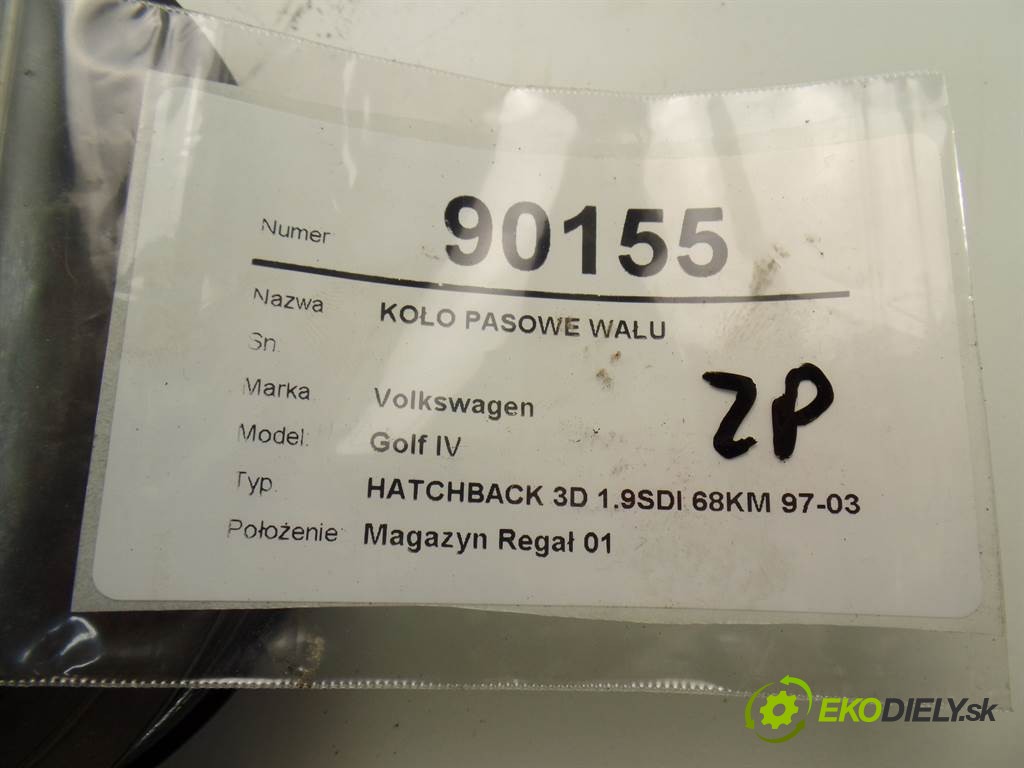 Numer 90155
Nazwa KOŁO PASOWE WAŁU
Sn.
Marka Volkswagen
Model: Golf IV
Typ. HATCHBACK 3D 1.9SDI 68KM 97-03
Położenie: Magazyn Regał 01
ZP
EKODIELY.sk